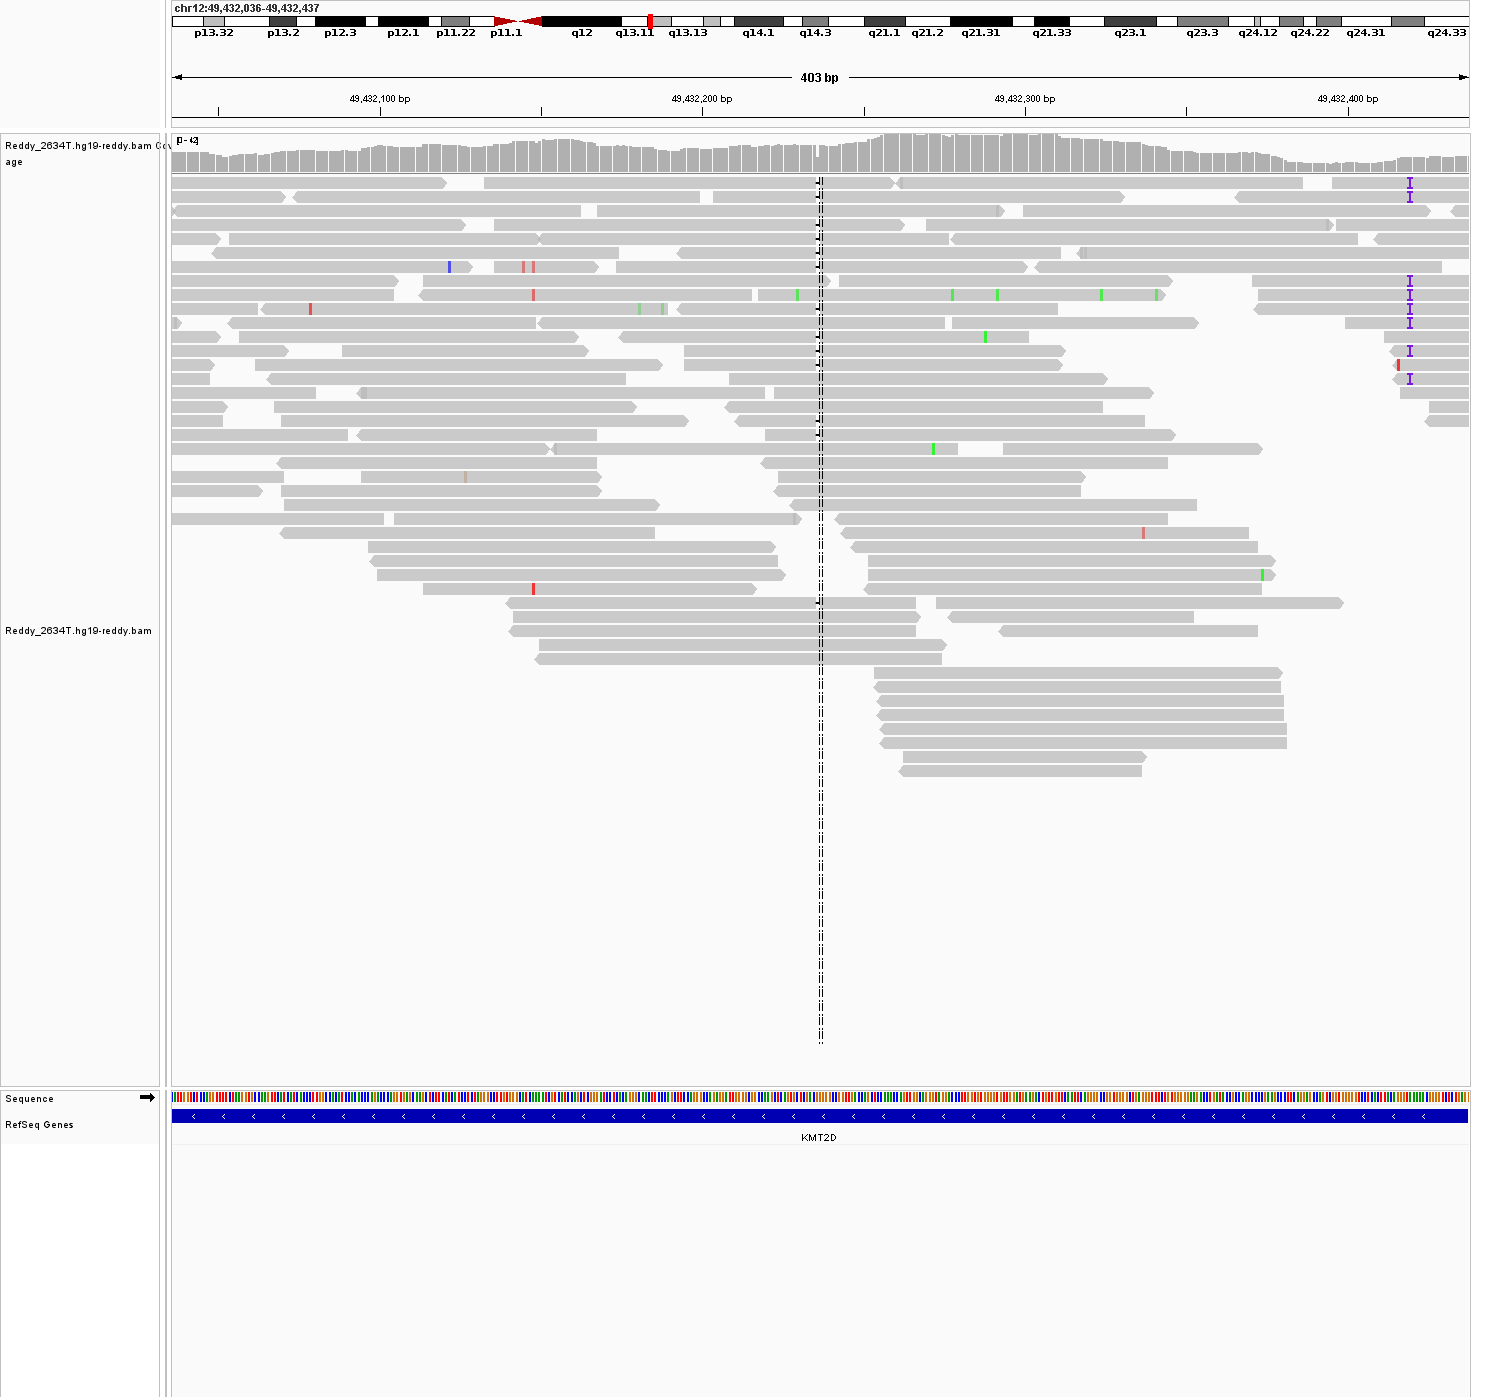 chr12:49,432,036-49,432,437
p13.32 p13.2 p12.3 p12.1 p11.22 p11.1 q12 q13.11 q13.13 q14.1 q14.3 q21.1 q21.2 q21.31 q21.33 q23.1 q23.3 q24.12 q24.22 q24.31 q24.33
403 bp
49,432,100 bp 49,432,200 bp 49,432,300 bp 49,432,400 bp
[0 - 42]
Reddy_2634T.hg19-reddy.bam Cov
age
Reddy_2634T.hg19-reddy.bam
Sequence
RefSeq Genes
KMT2D